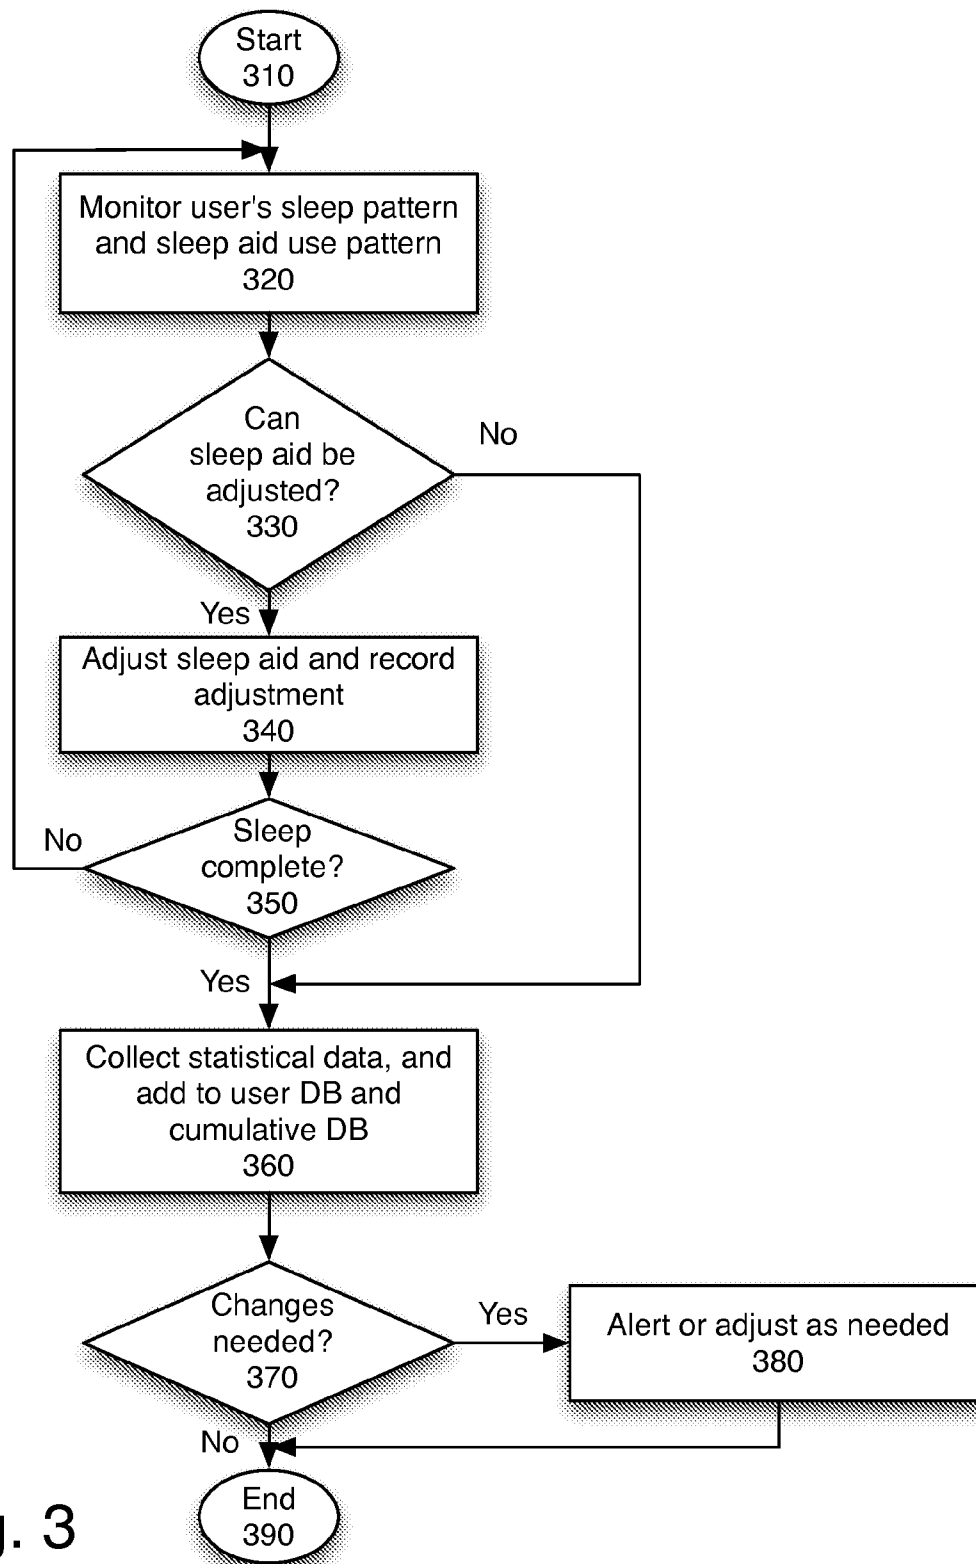 Start
310
Monitor user's sleep pattern
and sleep aid use pattern
320
Can
sleep aid be
adjusted?
330
No
Yes
Adjust sleep aid and record
adjustment
340
No
Sleep
complete?
350
Yes
Collect statistical data, and
add to user DB and
cumulative DB
360
Changes
needed?
370
Yes
Alert or adjust as needed
380
No
End
390
g. 3